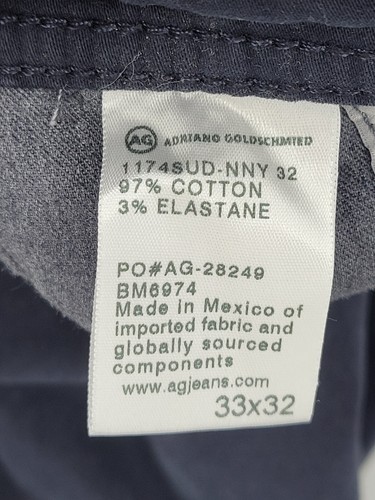 AG ADRIANO GOLDSCHMIED
1174SUD-NNY 32
97% COTTON
3% ELASTANE
PO#AG-28249
BM6974
Made in Mexico of
imported fabric and
globally sourced
components
www.agjeans.com
33x32